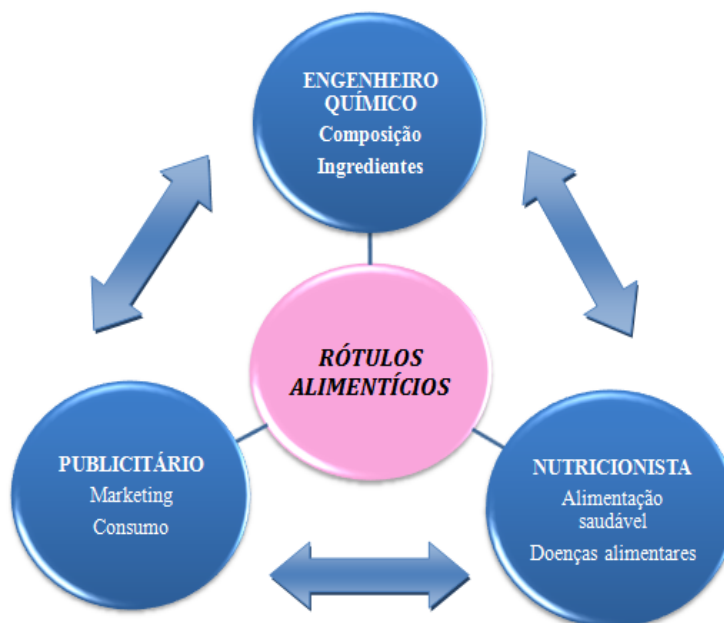 ENGENHEIRO
QUÍMICO
Composição
Ingredientes
RÓTULOS
ALIMENTÍCIOS
PUBLICITÁRIO
Marketing
Consumo
NUTRICIONISTA
Alimentação
saudável
Doenças alimentares